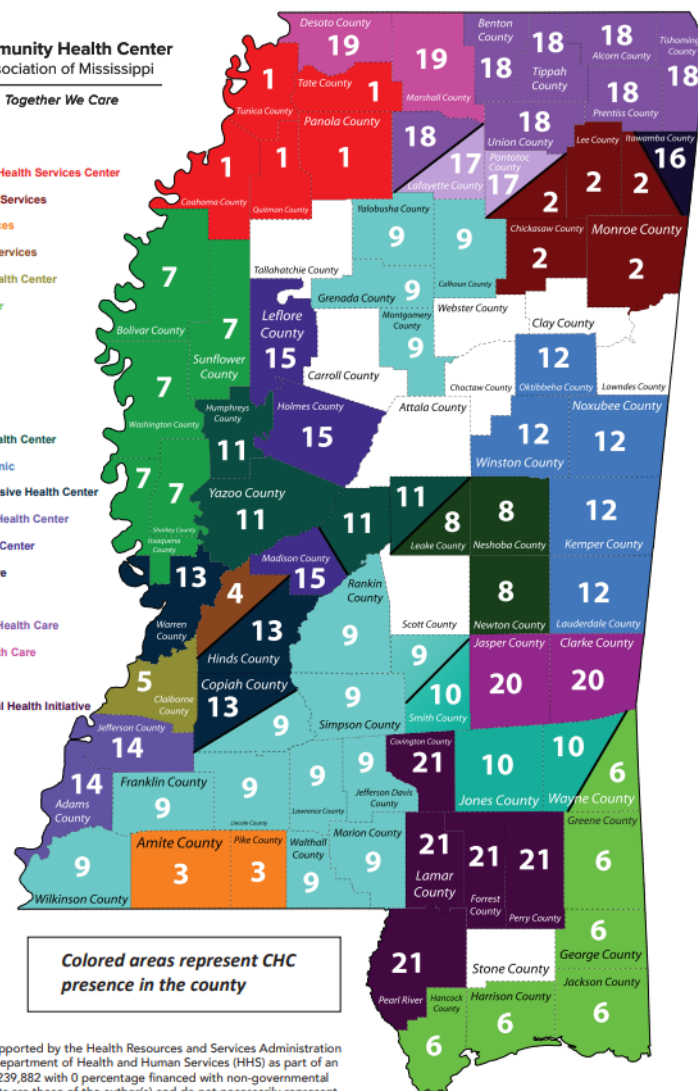 munity Health Center
sociation of Mississippi
Together We Care
Health Services Center
Services
ces
ervices
alth Center
r
alth Center
nic
sive Health Center
Health Center
Center
re
Health Care
th Care
l Health Initiative
Desoto County
19
19
Marshall County
Benton County
18
18
Tippah County
18
Alcorn County
Tishomingo County
18
18
Prentiss County
1
Tunica County
Tate County
1
Panola County
1
18
18
Union County
Lee County
2
Itawamba County
16
2
1
Coahoma County
1
Quitman County
17
Lafayette County
Pontotoc County
17
2
Yalobusha County
9
9
Calhoun County
Chickasaw County
2
Monroe County
2
7
Bolivar County
Tallahatchie County
Grenada County
9
Webster County
Clay County
7
Sunflower County
Leflore County
15
Montgomery County
9
Carroll County
Choctaw County
12
Oktibbeha County
Lowndes County
7
Washington County
Humphreys County
11
Holmes County
15
Attala County
12
Winston County
Noxubee County
12
7
7
Sharkey County
Issaquena County
Yazoo County
11
11
11
8
Leake County
8
Neshoba County
12
Kemper County
13
Warren County
4
Madison County
15
Rankin County
9
Scott County
8
Newton County
12
Lauderdale County
13
Hinds County
5
Claiborne County
Copiah County
13
9
Simpson County
9
10
Smith County
Jasper County
20
Clarke County
20
Jefferson County
14
9
14
Adams County
Franklin County
9
9
Lincoln County
9
Lawrence County
9
Jefferson Davis County
Covington County
21
10
Jones County
10
Wayne County
6
9
Wilkinson County
Amite County
3
Pike County
3
Walthall County
9
Marion County
9
21
Lamar County
21
Forrest County
21
Perry County
Greene County
6
6
George County
21
Pearl River
Stone County
Hancock County
6
Harrison County
6
Jackson County
6
Colored areas represent CHC
presence in the county
pported by the Health Resources and Services Administration
epartment of Health and Human Services (HHS) as part of an
239,882 with 0 percentage financed with non-governmental